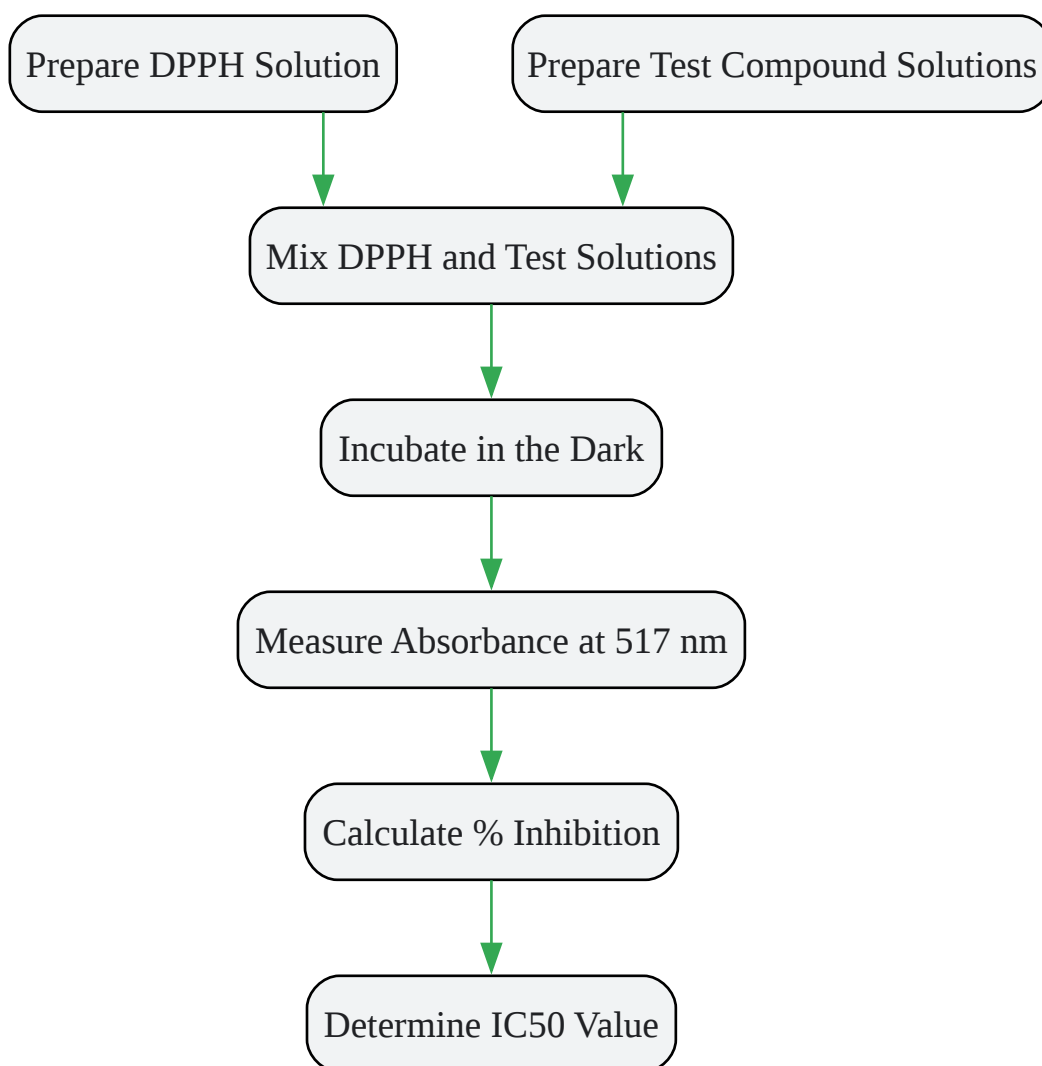 Prepare DPPH Solution
Prepare Test Compound Solutions
Mix DPPH and Test Solutions
Incubate in the Dark
Measure Absorbance at 517 nm
Calculate % Inhibition
Determine IC50 Value